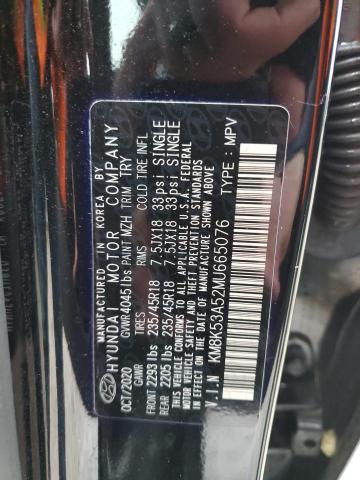 MANUFACTURED IN KOREA BY
HYUNDAI MOTOR COMPANY
OCT/2020 GVWR 4045 lbs PAINT MZH TRIM TRY
GAWR TIRES RIMS COLD TIRE INFL
FRONT 2293 lbs 235/45R18 7.5JX18 33psi SINGLE
REAR 2205 lbs 235/45R18 7.5JX18 33psi SINGLE
THIS VEHICLE CONFORMS TO ALL APPLICABLE U.S.A. FEDERAL
MOTOR VEHICLE SAFETY AND THEFT PREVENTION
STANDARDS IN EFFECT ON THE DATE OF MANUFACTURE SHOWN ABOVE.
V.I.N KM8K53A52MU665076 TYPE: MPV